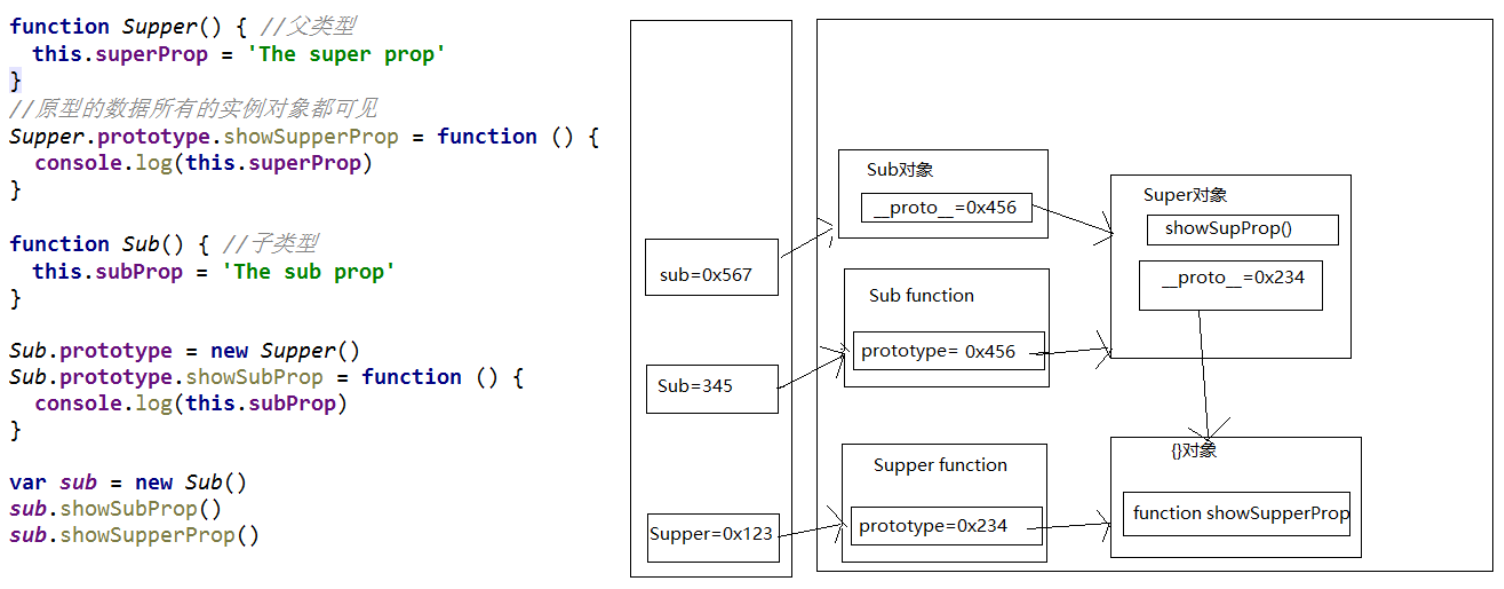 function Supper() { //父类型
  this.superProp = 'The super prop'
}
//原型的数据所有的实例对象都可见
Supper.prototype.showSupperProp = function () {
  console.log(this.superProp)
}
function Sub() { //子类型
  this.subProp = 'The sub prop'
}
Sub.prototype = new Supper()
Sub.prototype.showSubProp = function () {
  console.log(this.subProp)
}
var sub = new Sub()
sub.showSubProp()
sub.showSupperProp()
sub=0x567
Sub=345
Supper=0x123
Sub对象
__proto__=0x456
Sub function
prototype= 0x456
Supper function
prototype=0x234
Super对象
showSupProp()
__proto__=0x234
{}对象
function showSupperProp